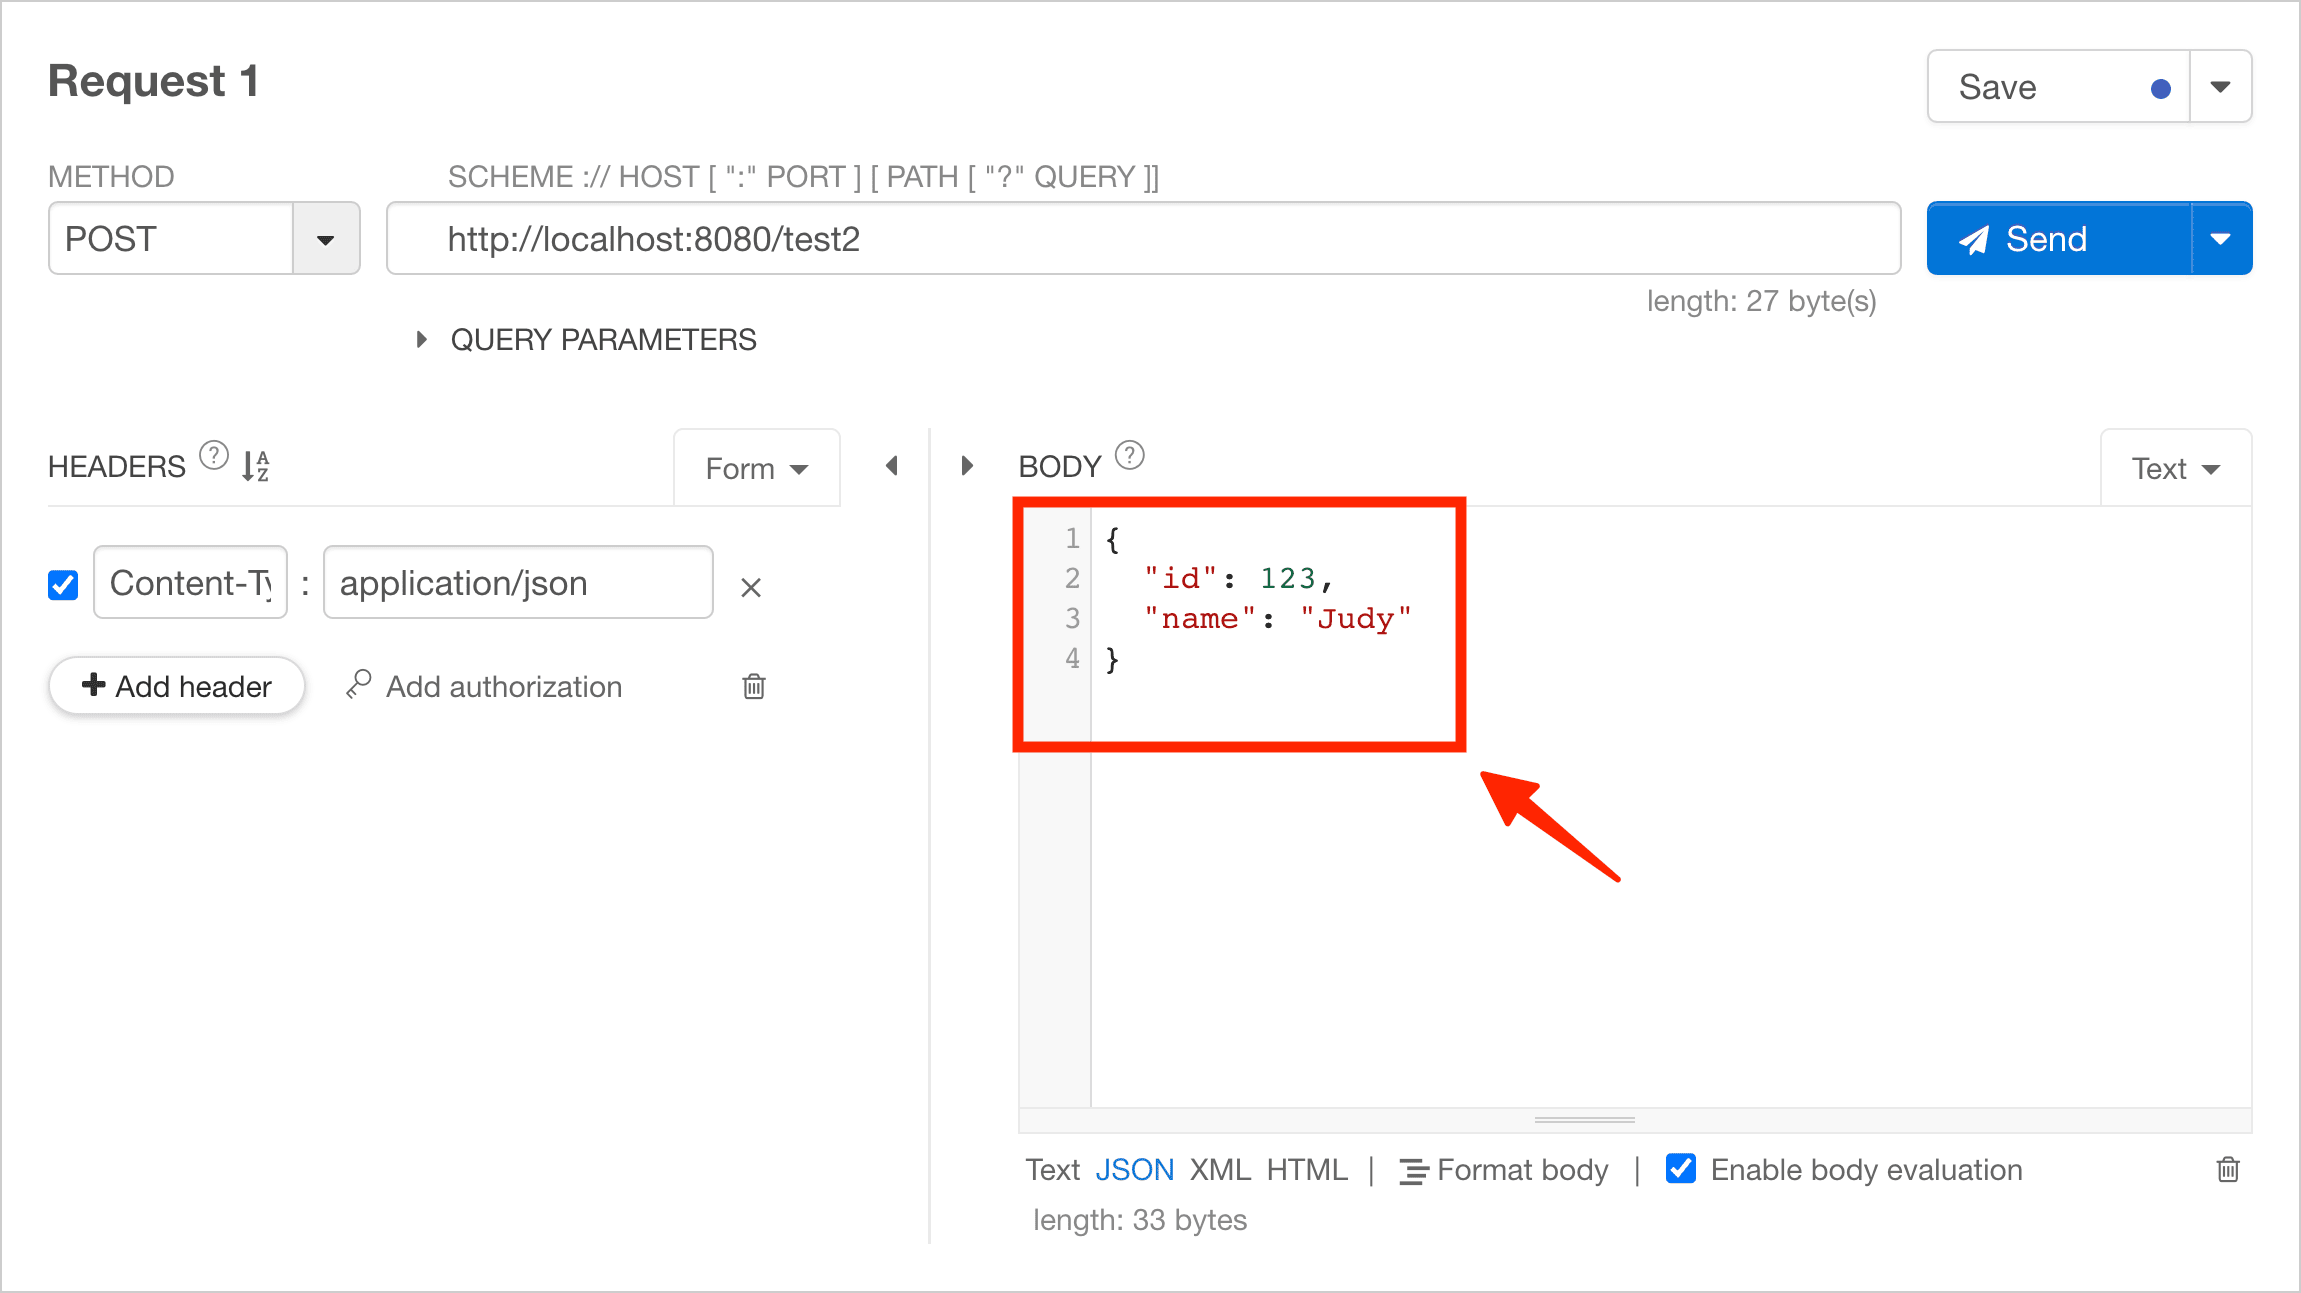 Request 1
Save
METHOD
SCHEME :// HOST [ ":" PORT ] [ PATH [ "?" QUERY ]]
POST
http://localhost:8080/test2
Send
length: 27 byte(s)
QUERY PARAMETERS
HEADERS ? AZ
Form
BODY ?
Text
Content-Ty : application/json
Add header
Add authorization
1 {
2 "id": 123,
3 "name": "Judy"
4 }
Text JSON XML HTML | Format body | Enable body evaluation
length: 33 bytes